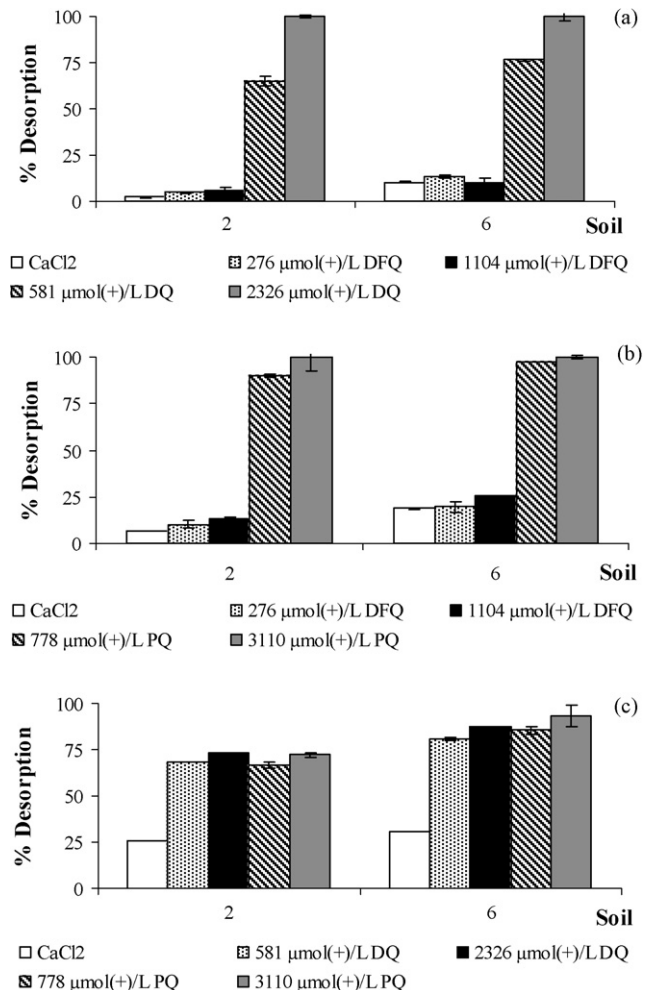 (a)
% Desorption
100
75
50
25
0
2 6 Soil
CaCl2 276 µmol(+)/L DFQ 1104 µmol(+)/L DFQ
581 µmol(+)/L DQ 2326 µmol(+)/L DQ
(b)
% Desorption
100
75
50
25
0
2 6 Soil
CaCl2 276 µmol(+)/L DFQ 1104 µmol(+)/L DFQ
778 µmol(+)/L PQ 3110 µmol(+)/L PQ
(c)
% Desorption
100
75
50
25
0
2 6 Soil
CaCl2 581 µmol(+)/L DQ 2326 µmol(+)/L DQ
778 µmol(+)/L PQ 3110 µmol(+)/L PQ